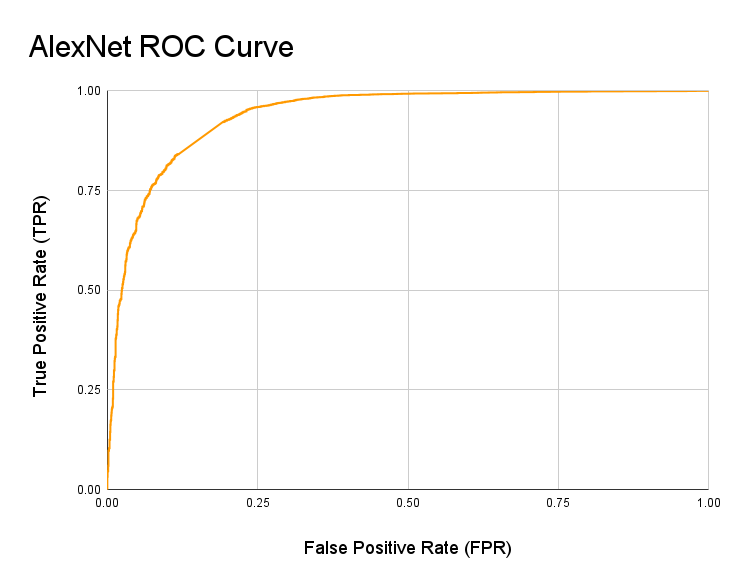 AlexNet ROC Curve
1.00
0.75
0.50
0.25
0.00
True Positive Rate (TPR)
0.00 0.25 0.50 0.75 1.00
False Positive Rate (FPR)